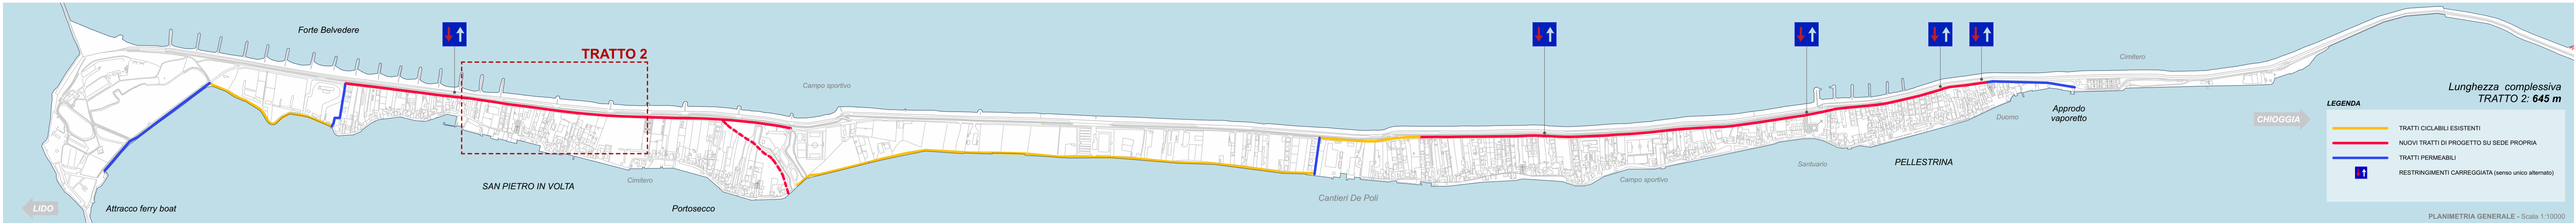 Forte Belvedere
TRATTO 2
Campo sportivo
Cimitero
Lunghezza complessiva
TRATTO 2: 645 m
LEGENDA
Approdo
vaporetto
Duomo
CHIOGGIA
TRATTI CICLABILI ESISTENTI
NUOVI TRATTI DI PROGETTO SU SEDE PROPRIA
TRATTI PERMEABILI
RESTRINGIMENTI CARREGGIATA (senso unico alternato)
Santuario
PELLESTRINA
Cimitero
Campo sportivo
SAN PIETRO IN VOLTA
Cantieri De Poli
LIDO
Attracco ferry boat
Portosecco
PLANIMETRIA GENERALE - Scala 1:10000